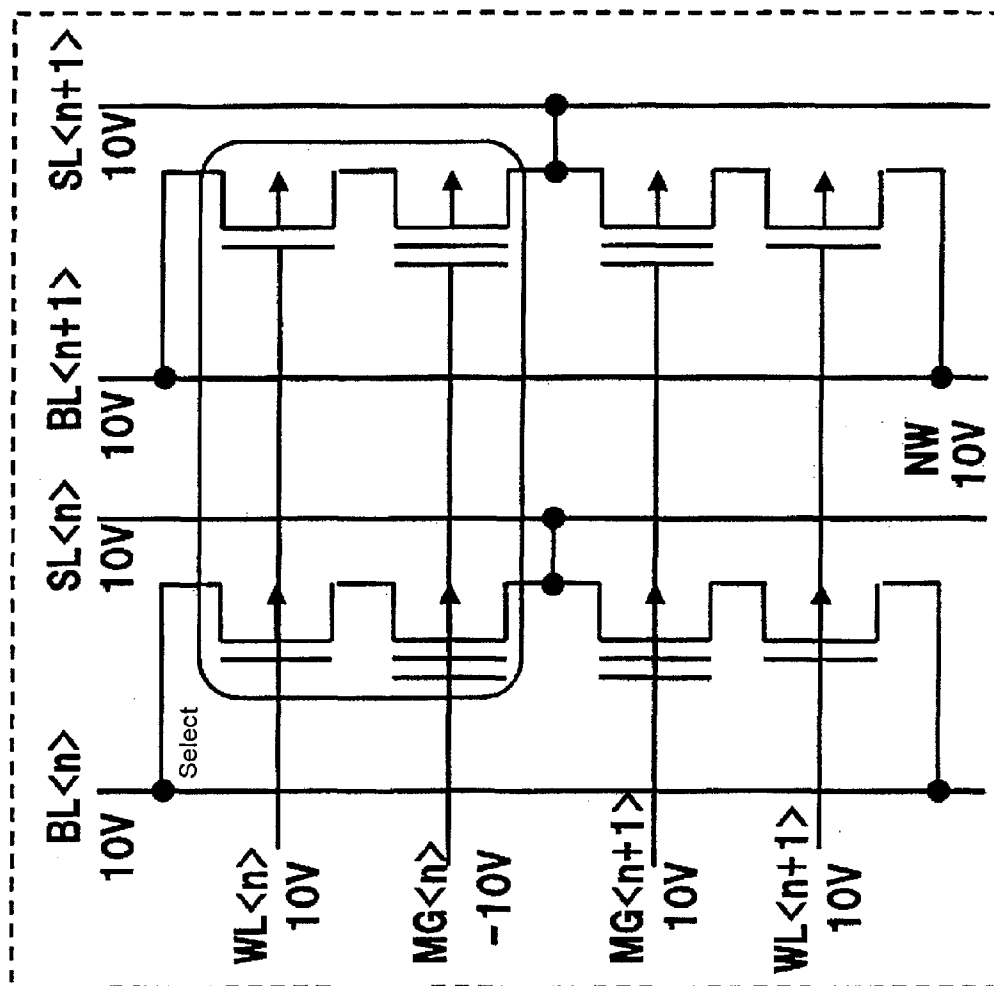 BL<n>
10V
SL<n>
10V
BL<n+1>
10V
SL<n+1>
10V
Select
WL<n>
10V
MG<n>
-10V
MG<n+1>
10V
WL<n+1>
10V
NW
10V